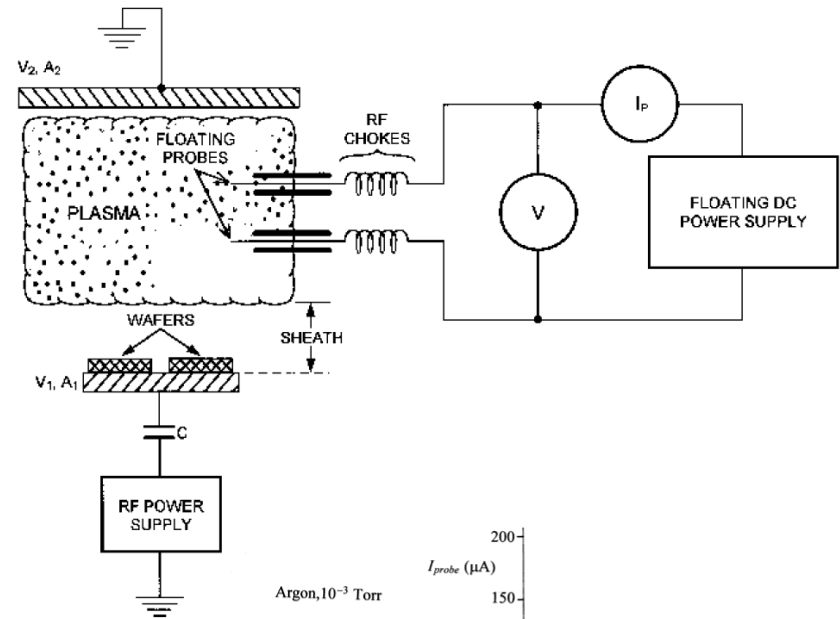 V₂, A₂
FLOATING
PROBES
PLASMA
RF
CHOKES
Iₚ
V
FLOATING DC
POWER SUPPLY
WAFERS
SHEATH
V₁, A₁
C
RF POWER
SUPPLY
200
I_probe (μA)
Argon,10⁻³ Torr
150